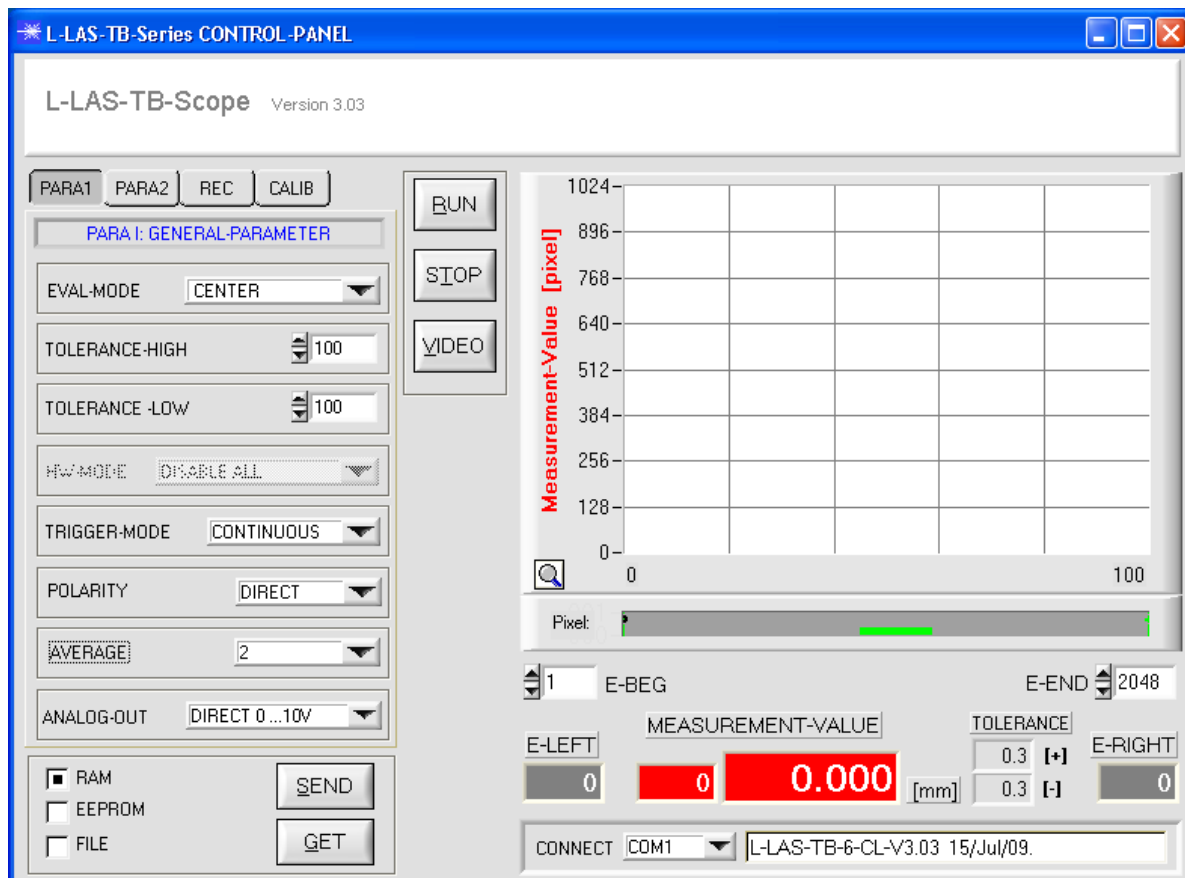 L-LAS-TB-Series CONTROL-PANEL
L-LAS-TB-Scope Version 3.03
PARA1 PARA2 REC CALIB
PARA I: GENERAL-PARAMETER
EVAL-MODE CENTER
TOLERANCE-HIGH 100
TOLERANCE -LOW 100
HW-MODE DISABLE ALL
TRIGGER-MODE CONTINUOUS
POLARITY DIRECT
AVERAGE 2
ANALOG-OUT DIRECT 0 ...10V
RAM
EEPROM
FILE
SEND
GET
RUN
STOP
VIDEO
Measurement-Value [pixel]
1024
896
768
640
512
384
256
128
0
0 100
Pixel:
1 E-BEG
E-END 2048
E-LEFT
0
MEASUREMENT-VALUE
0 0.000 [mm]
TOLERANCE
0.3 [+]
0.3 [-]
E-RIGHT
0
CONNECT COM1 L-LAS-TB-6-CL-V3.03 15/Jul/09.